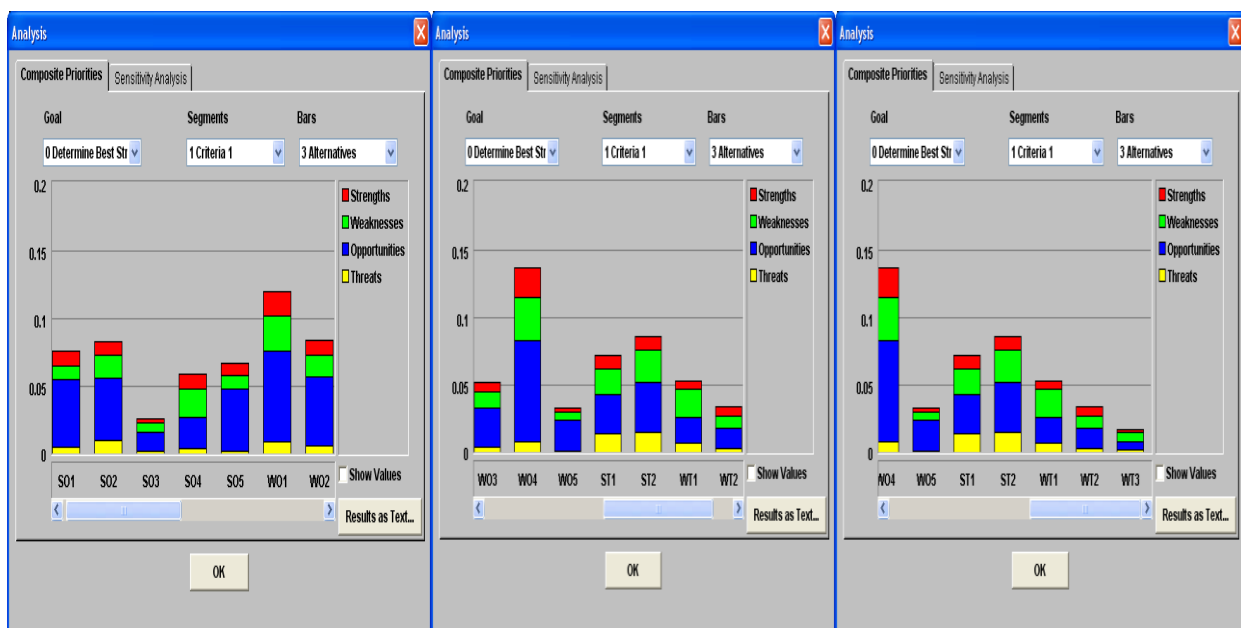 Analysis
Composite Priorities Sensitivity Analysis
Goal Segments Bars
0 Determine Best Str 1 Criteria 1 3 Alternatives
0.2
0.15
0.1
0.05
0
Strengths
Weaknesses
Opportunities
Threats
SO1 SO2 SO3 SO4 SO5 WO1 WO2
Show Values
Results as Text...
OK
Analysis
Composite Priorities Sensitivity Analysis
Goal Segments Bars
0 Determine Best Str 1 Criteria 1 3 Alternatives
0.2
0.15
0.1
0.05
0
Strengths
Weaknesses
Opportunities
Threats
WO3 WO4 WO5 ST1 ST2 WT1 WT2
Show Values
Results as Text...
OK
Analysis
Composite Priorities Sensitivity Analysis
Goal Segments Bars
0 Determine Best Str 1 Criteria 1 3 Alternatives
0.2
0.15
0.1
0.05
0
Strengths
Weaknesses
Opportunities
Threats
WO4 WO5 ST1 ST2 WT1 WT2 WT3
Show Values
Results as Text...
OK